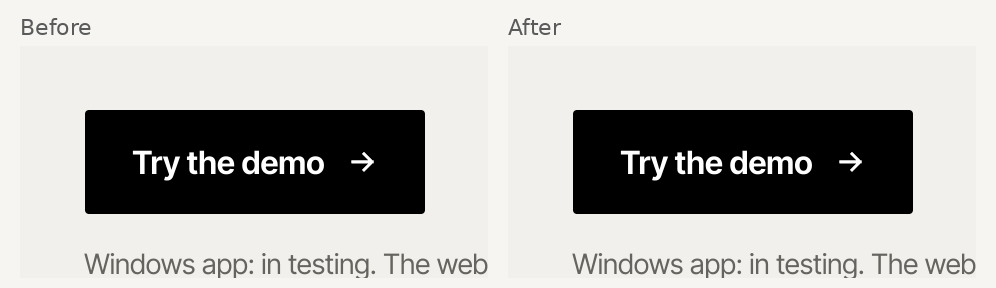 Before
After
Try the demo →
Try the demo →
Windows app: in testing. The web
Windows app: in testing. The web